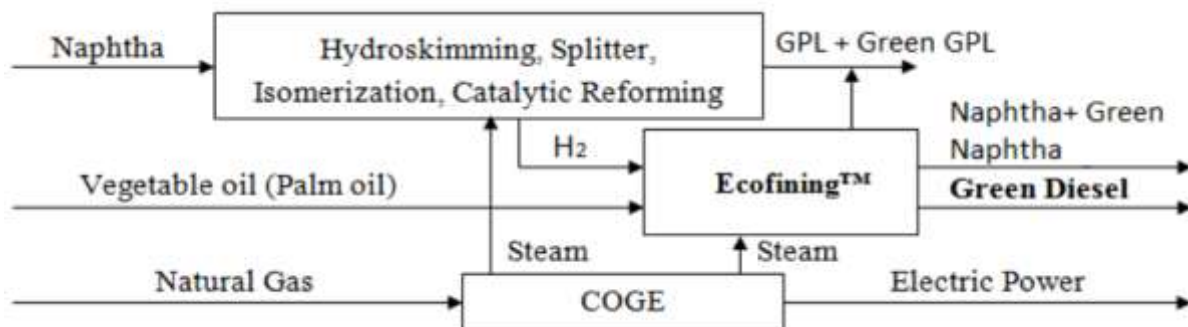 Naphtha
Hydroskimming, Splitter,
Isomerization, Catalytic Reforming
GPL + Green GPL
H2
Naphtha+ Green
Naphtha
Ecofining™
Vegetable oil (Palm oil)
Green Diesel
Steam
Steam
Natural Gas
COGE
Electric Power